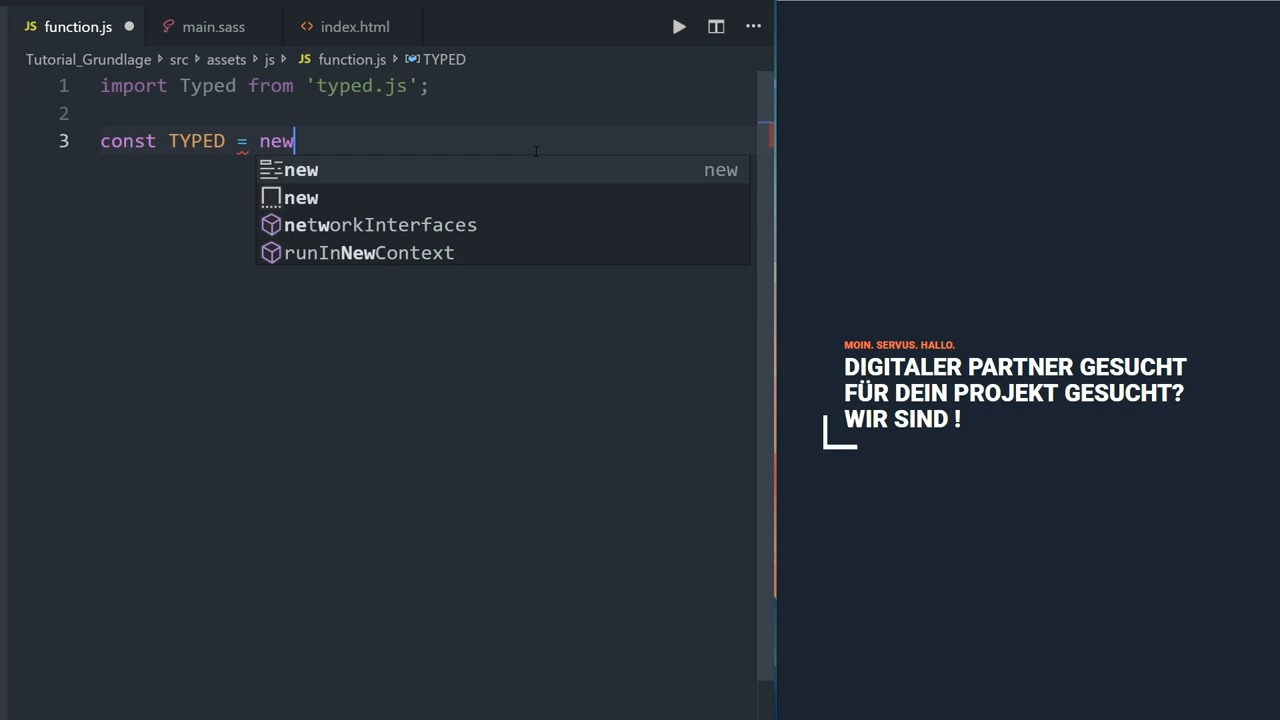 JS function.js
main.sass
<> index.html
Tutorial_Grundlage > src > assets > js > JS function.js > TYPED
1 import Typed from 'typed.js';
2
3 const TYPED = new
new new
new
networkInterfaces
runInNewContext
MOIN. SERVUS. HALLO.
DIGITALER PARTNER GESUCHT
FÜR DEIN PROJEKT GESUCHT?
WIR SIND !